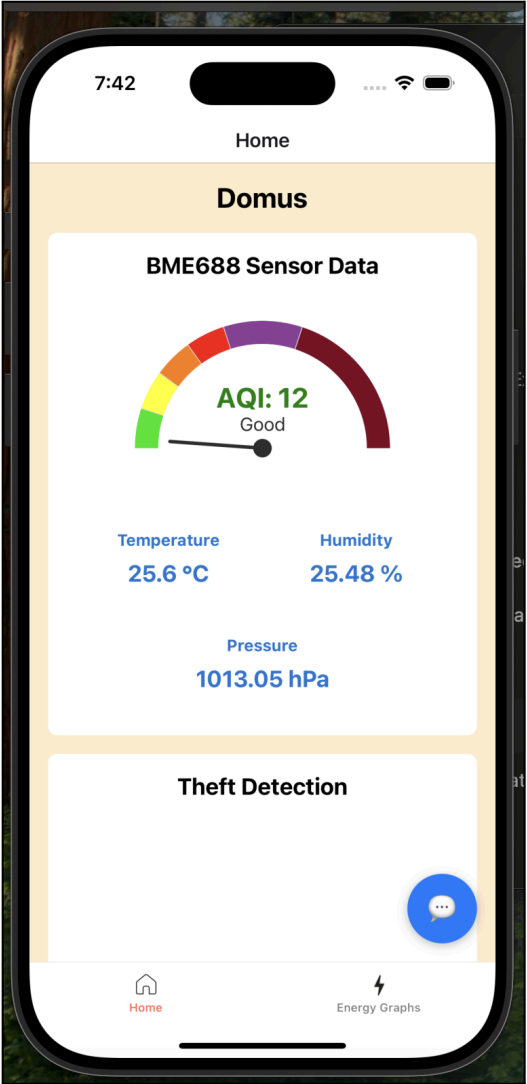 7:42
Home
Domus
BME688 Sensor Data
AQI: 12
Good
Temperature
Humidity
25.6 °C
25.48 %
Pressure
1013.05 hPa
Theft Detection
Home
Energy Graphs